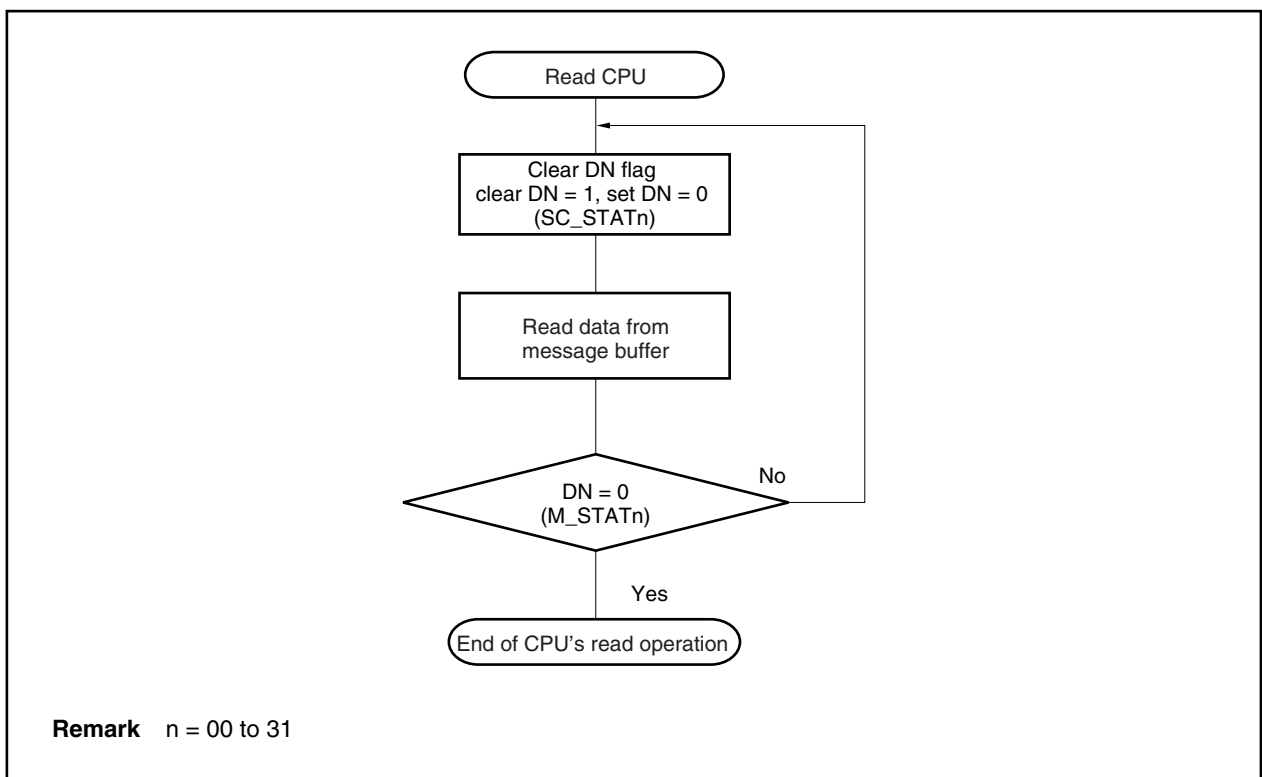 Read CPU
Clear DN flag
clear DN = 1, set DN = 0
(SC_STATn)
Read data from
message buffer
DN = 0
(M_STATn)
No
Yes
End of CPU's read operation
Remark n = 00 to 31